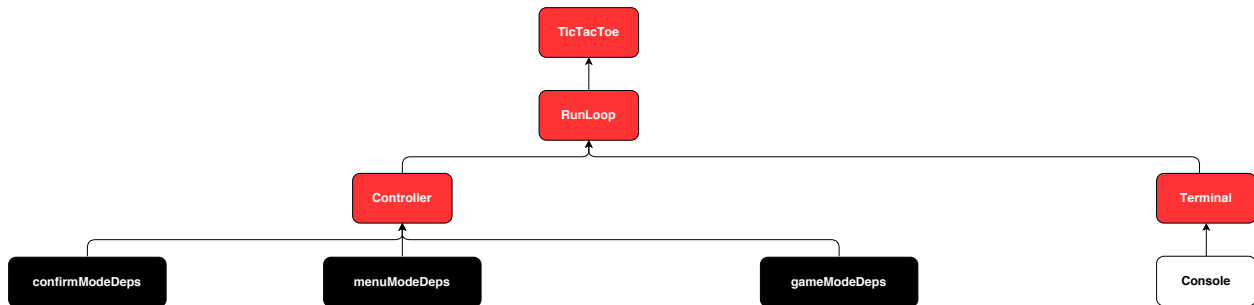 TicTacToe
RunLoop
Controller
Terminal
confirmModeDeps
menuModeDeps
gameModeDeps
Console